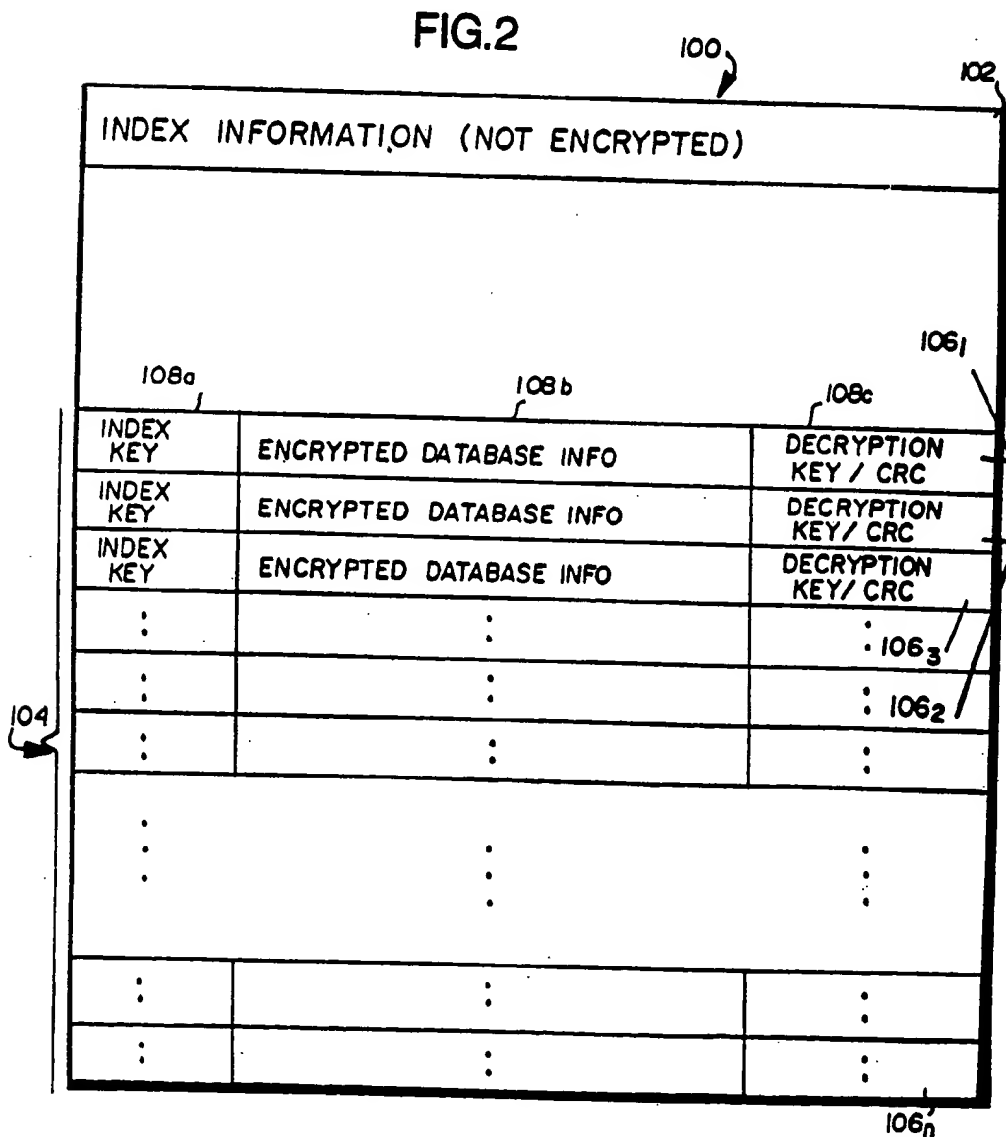 FIG.2
100
102
INDEX INFORMATION (NOT ENCRYPTED)
106₁
108a
108b
108c
INDEX
KEY
ENCRYPTED DATABASE INFO
DECRYPTION
KEY / CRC
INDEX
KEY
ENCRYPTED DATABASE INFO
DECRYPTION
KEY/ CRC
INDEX
KEY
ENCRYPTED DATABASE INFO
DECRYPTION
KEY/ CRC
106₃
106₂
104
106ₙ